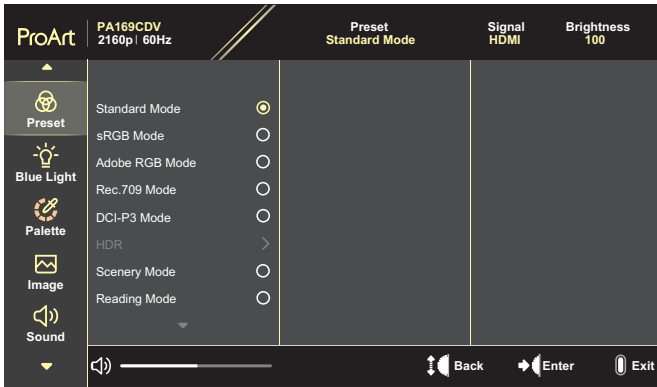 ProArt
PA169CDV
2160p | 60Hz
Preset
Standard Mode
Signal
HDMI
Brightness
100
Preset
Blue Light
Palette
Image
Sound
Standard Mode
sRGB Mode
Adobe RGB Mode
Rec.709 Mode
DCI-P3 Mode
HDR
Scenery Mode
Reading Mode
Back
Enter
Exit